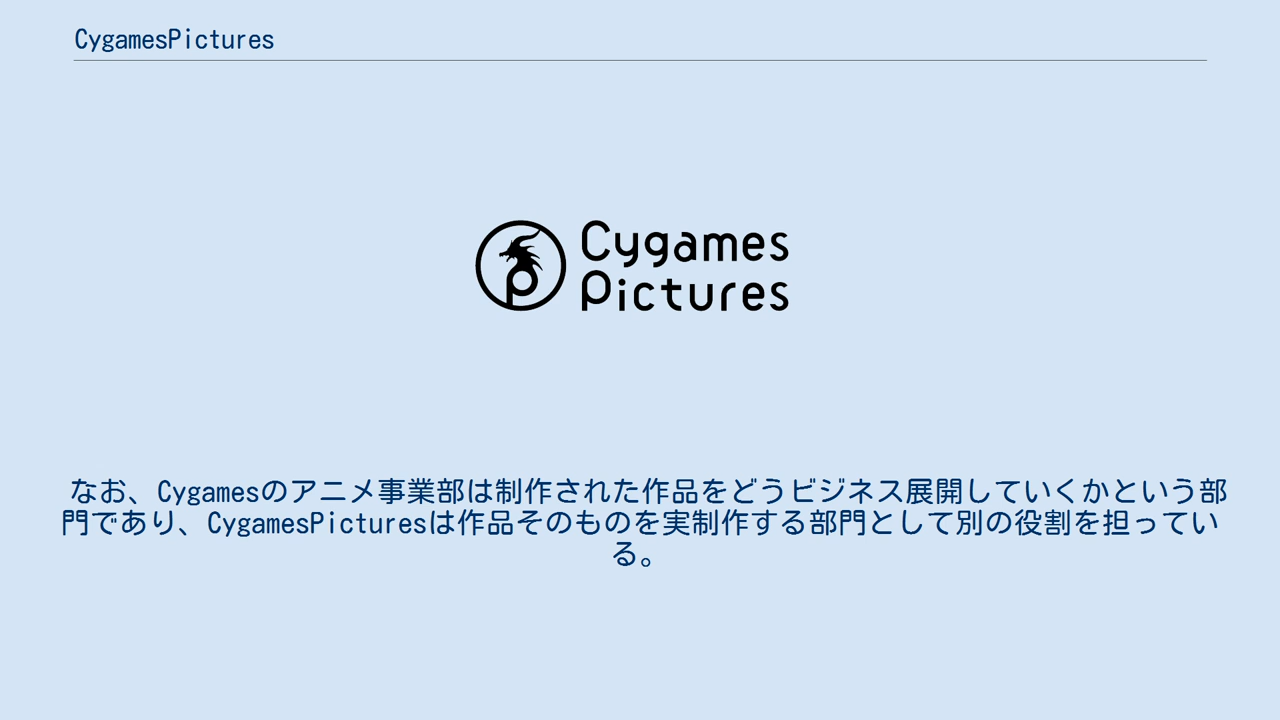 CygamesPictures
Cygames
Pictures
なお、Cygamesのアニメ事業部は制作された作品をどうビジネス展開していくかという部
門であり、CygamesPicturesは作品そのものを実制作する部門として別の役割を担ってい
る。